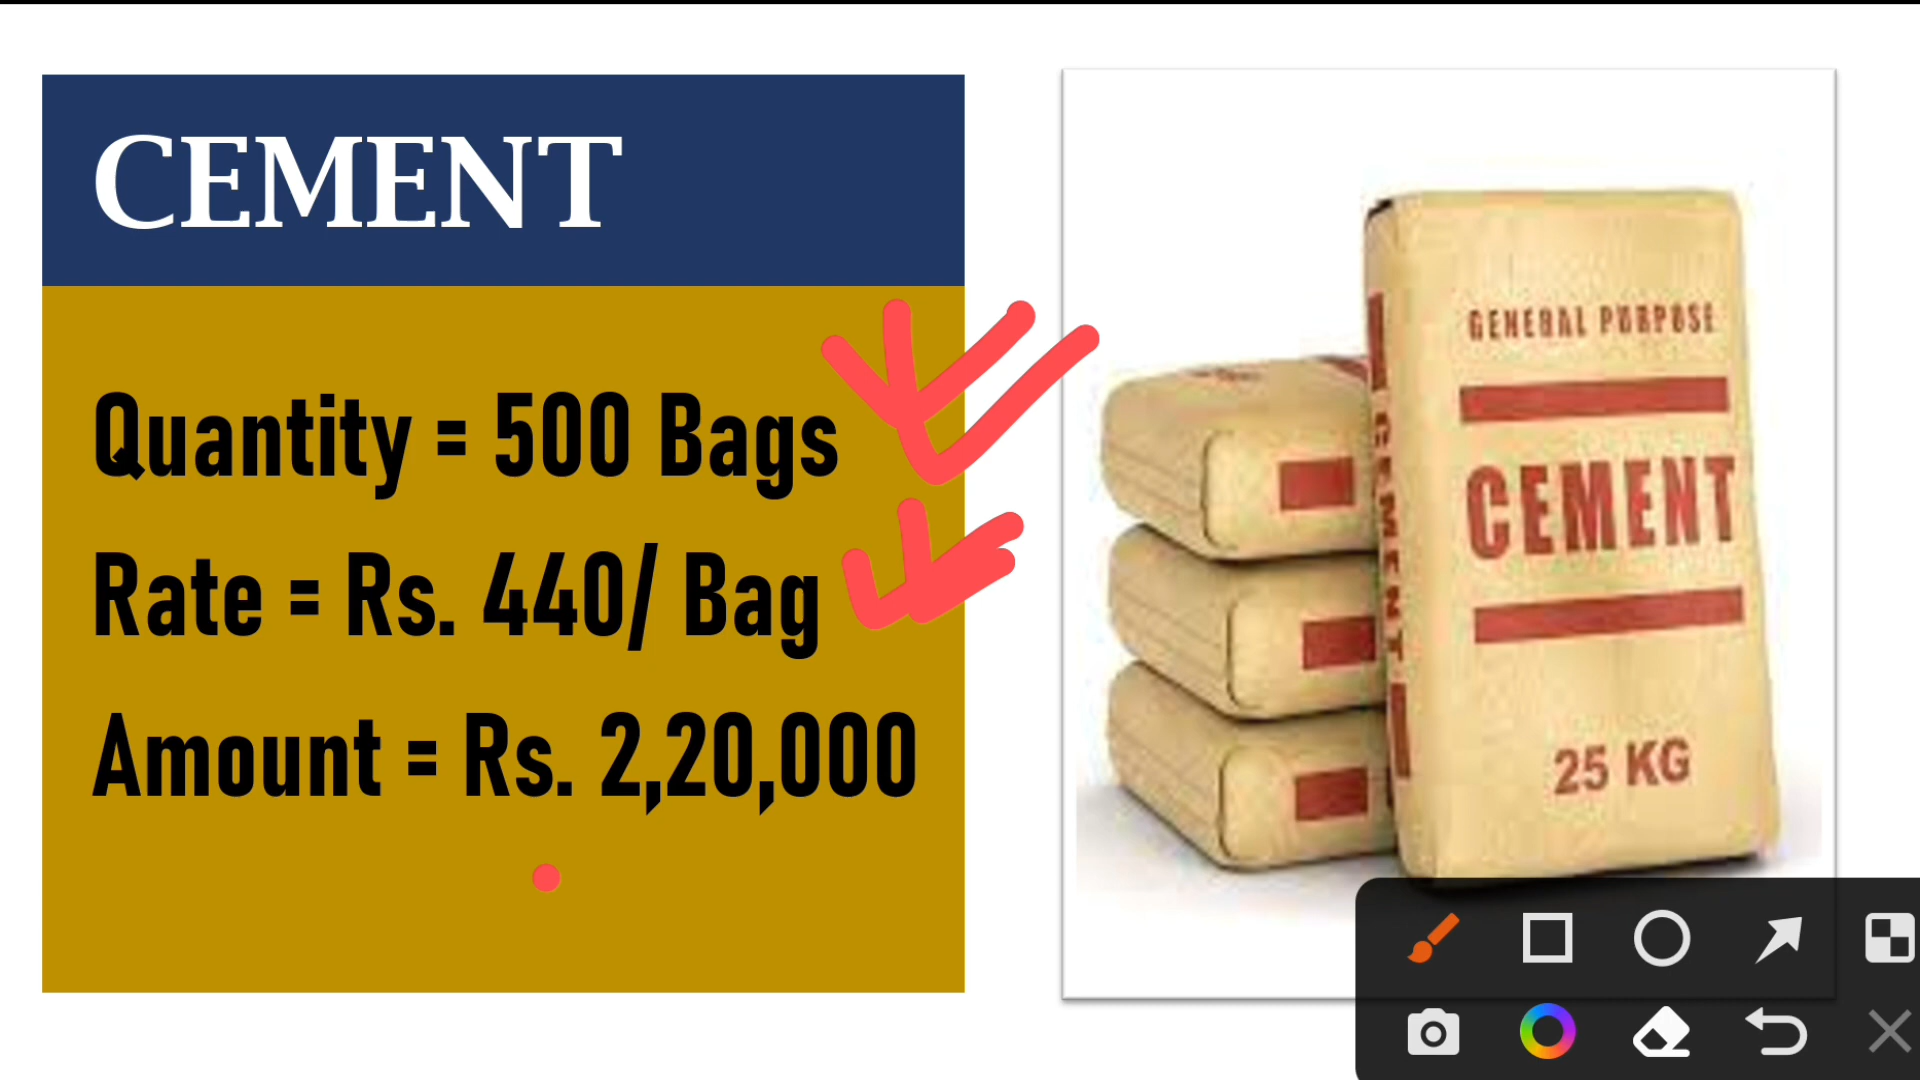 CEMENT
Quantity = 500 Bags
Rate = Rs. 440/ Bag
Amount = Rs. 2,20,000
GENERAL PURPOSE
CEMENT
25 KG
CEMENT